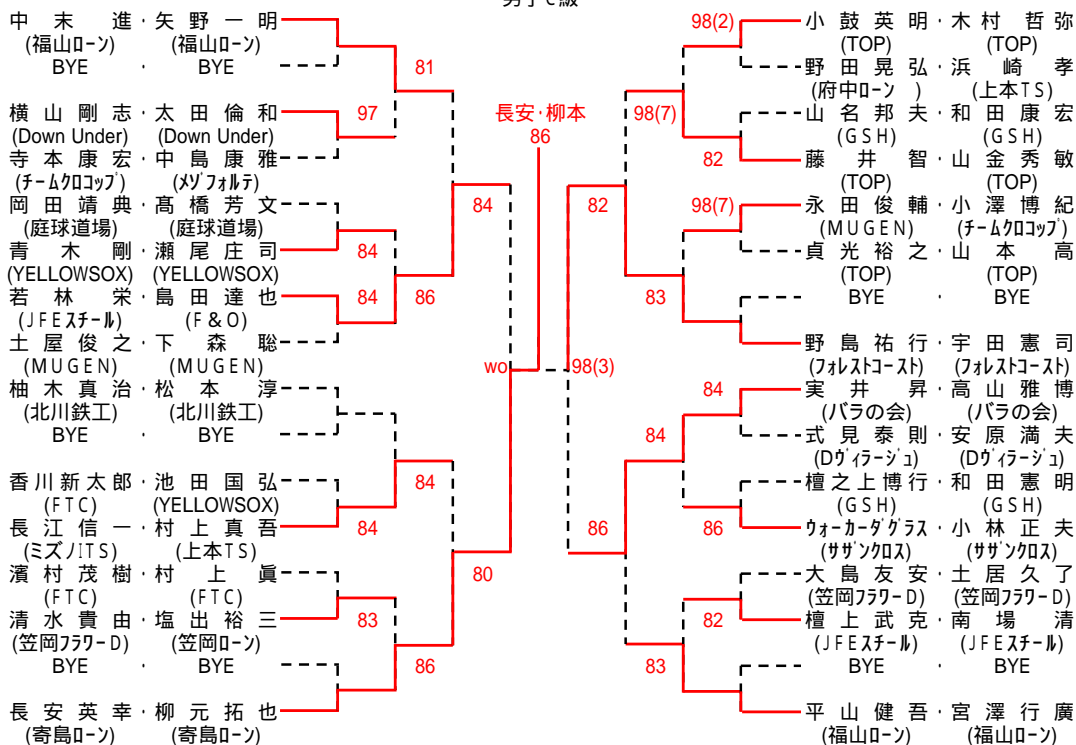 男子C級
中末進・矢野一明
(福山ローン) (福山ローン)
BYE ・ BYE
81
横山剛志・太田倫和
(Down Under) (Down Under)
97
寺本康宏・中島康雅
(チームクロコップ) (メゾフォルテ)
84
岡田靖典・髙橋芳文
(庭球道場) (庭球道場)
84
青木剛・瀬尾庄司
(YELLOWSOX) (YELLOWSOX)
86
若林栄・島田達也
(JFEスチール) (F&O)
84
土屋俊之・下森聡
(MUGEN) (MUGEN)
wo
柚木真治・松本淳
(北川鉄工) (北川鉄工)
BYE ・ BYE
84
香川新太郎・池田国弘
(FTC) (YELLOWSOX)
84
長江信一・村上真吾
(ミズノITS) (上本TS)
80
濱村茂樹・村上眞
(FTC) (FTC)
83
清水貴由・塩出裕三
(笠岡フラワーD) (笠岡ローン)
86
BYE ・ BYE
長安英幸・柳元拓也
(寄島ローン) (寄島ローン)
長安・柳本
86
98(3)
98(2)
小鼓英明・木村哲弥
(TOP) (TOP)
野田晃弘・浜崎孝
(府中ローン ) (上本TS)
98(7)
山名邦夫・和田康宏
(GSH) (GSH)
82
藤井智・山金秀敏
(TOP) (TOP)
82
98(7)
永田俊輔・小澤博紀
(MUGEN) (チームクロコップ)
貞光裕之・山本高
(TOP) (TOP)
83
BYE ・ BYE
野島祐行・宇田憲司
(フォレストコースト) (フォレストコースト)
84
実井昇・高山雅博
(バラの会) (バラの会)
84
式見泰則・安原満夫
(Dヴィラージュ) (Dヴィラージュ)
檀之上博行・和田憲明
(GSH) (GSH)
86
ウォーカーダグラス・小林正夫
(サザンクロス) (サザンクロス)
86
大島友安・土居久了
(笠岡フラワーD) (笠岡フラワーD)
82
檀上武克・南場清
(JFEスチール) (JFEスチール)
83
BYE ・ BYE
平山健吾・宮澤行廣
(福山ローン) (福山ローン)